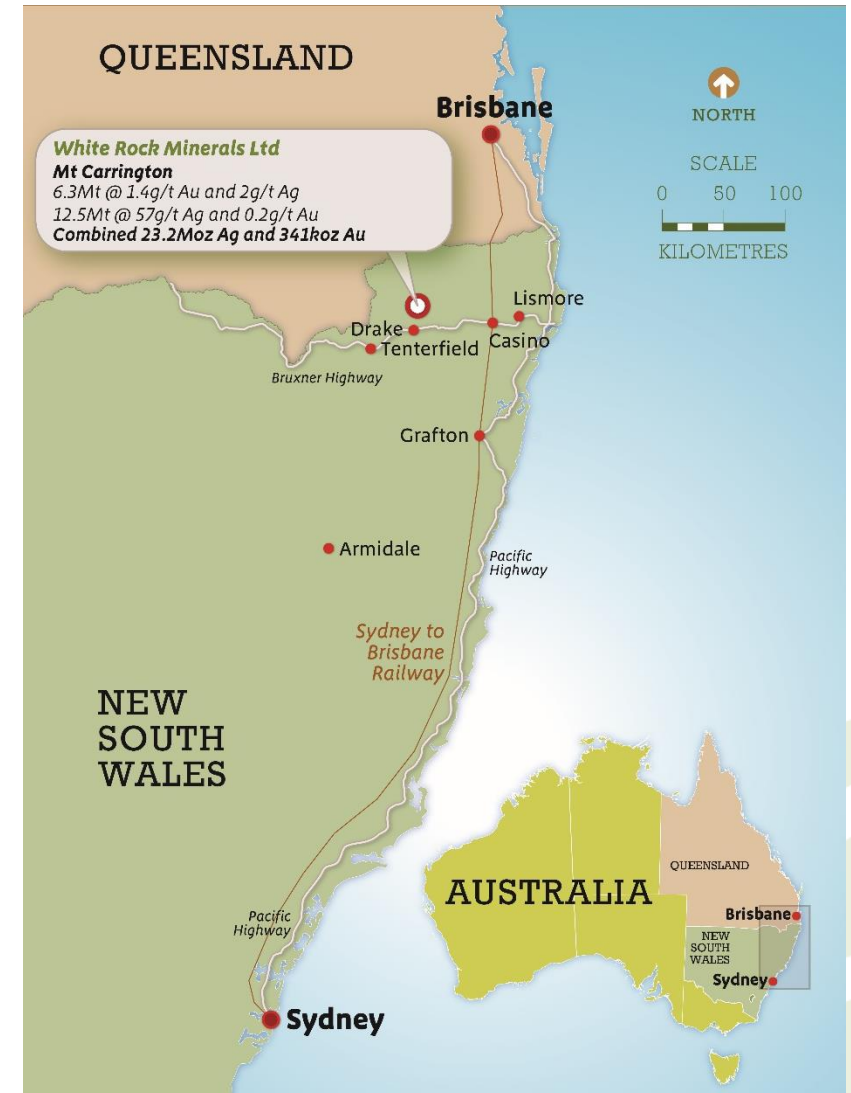 QUEENSLAND
Brisbane
NORTH
SCALE
0 50 100
KILOMETRES
White Rock Minerals Ltd
Mt Carrington
6.3Mt @ 1.4g/t Au and 2g/t Ag
12.5Mt @ 57g/t Ag and 0.2g/t Au
Combined 23.2Moz Ag and 341koz Au
Lismore
Drake
Casino
Tenterfield
Bruxner Highway
Grafton
Armidale
Pacific
Highway
Sydney to
Brisbane
Railway
NEW
SOUTH
WALES
Pacific
Highway
Sydney
AUSTRALIA
QUEENSLAND
Brisbane
NEW
SOUTH
WALES
Sydney